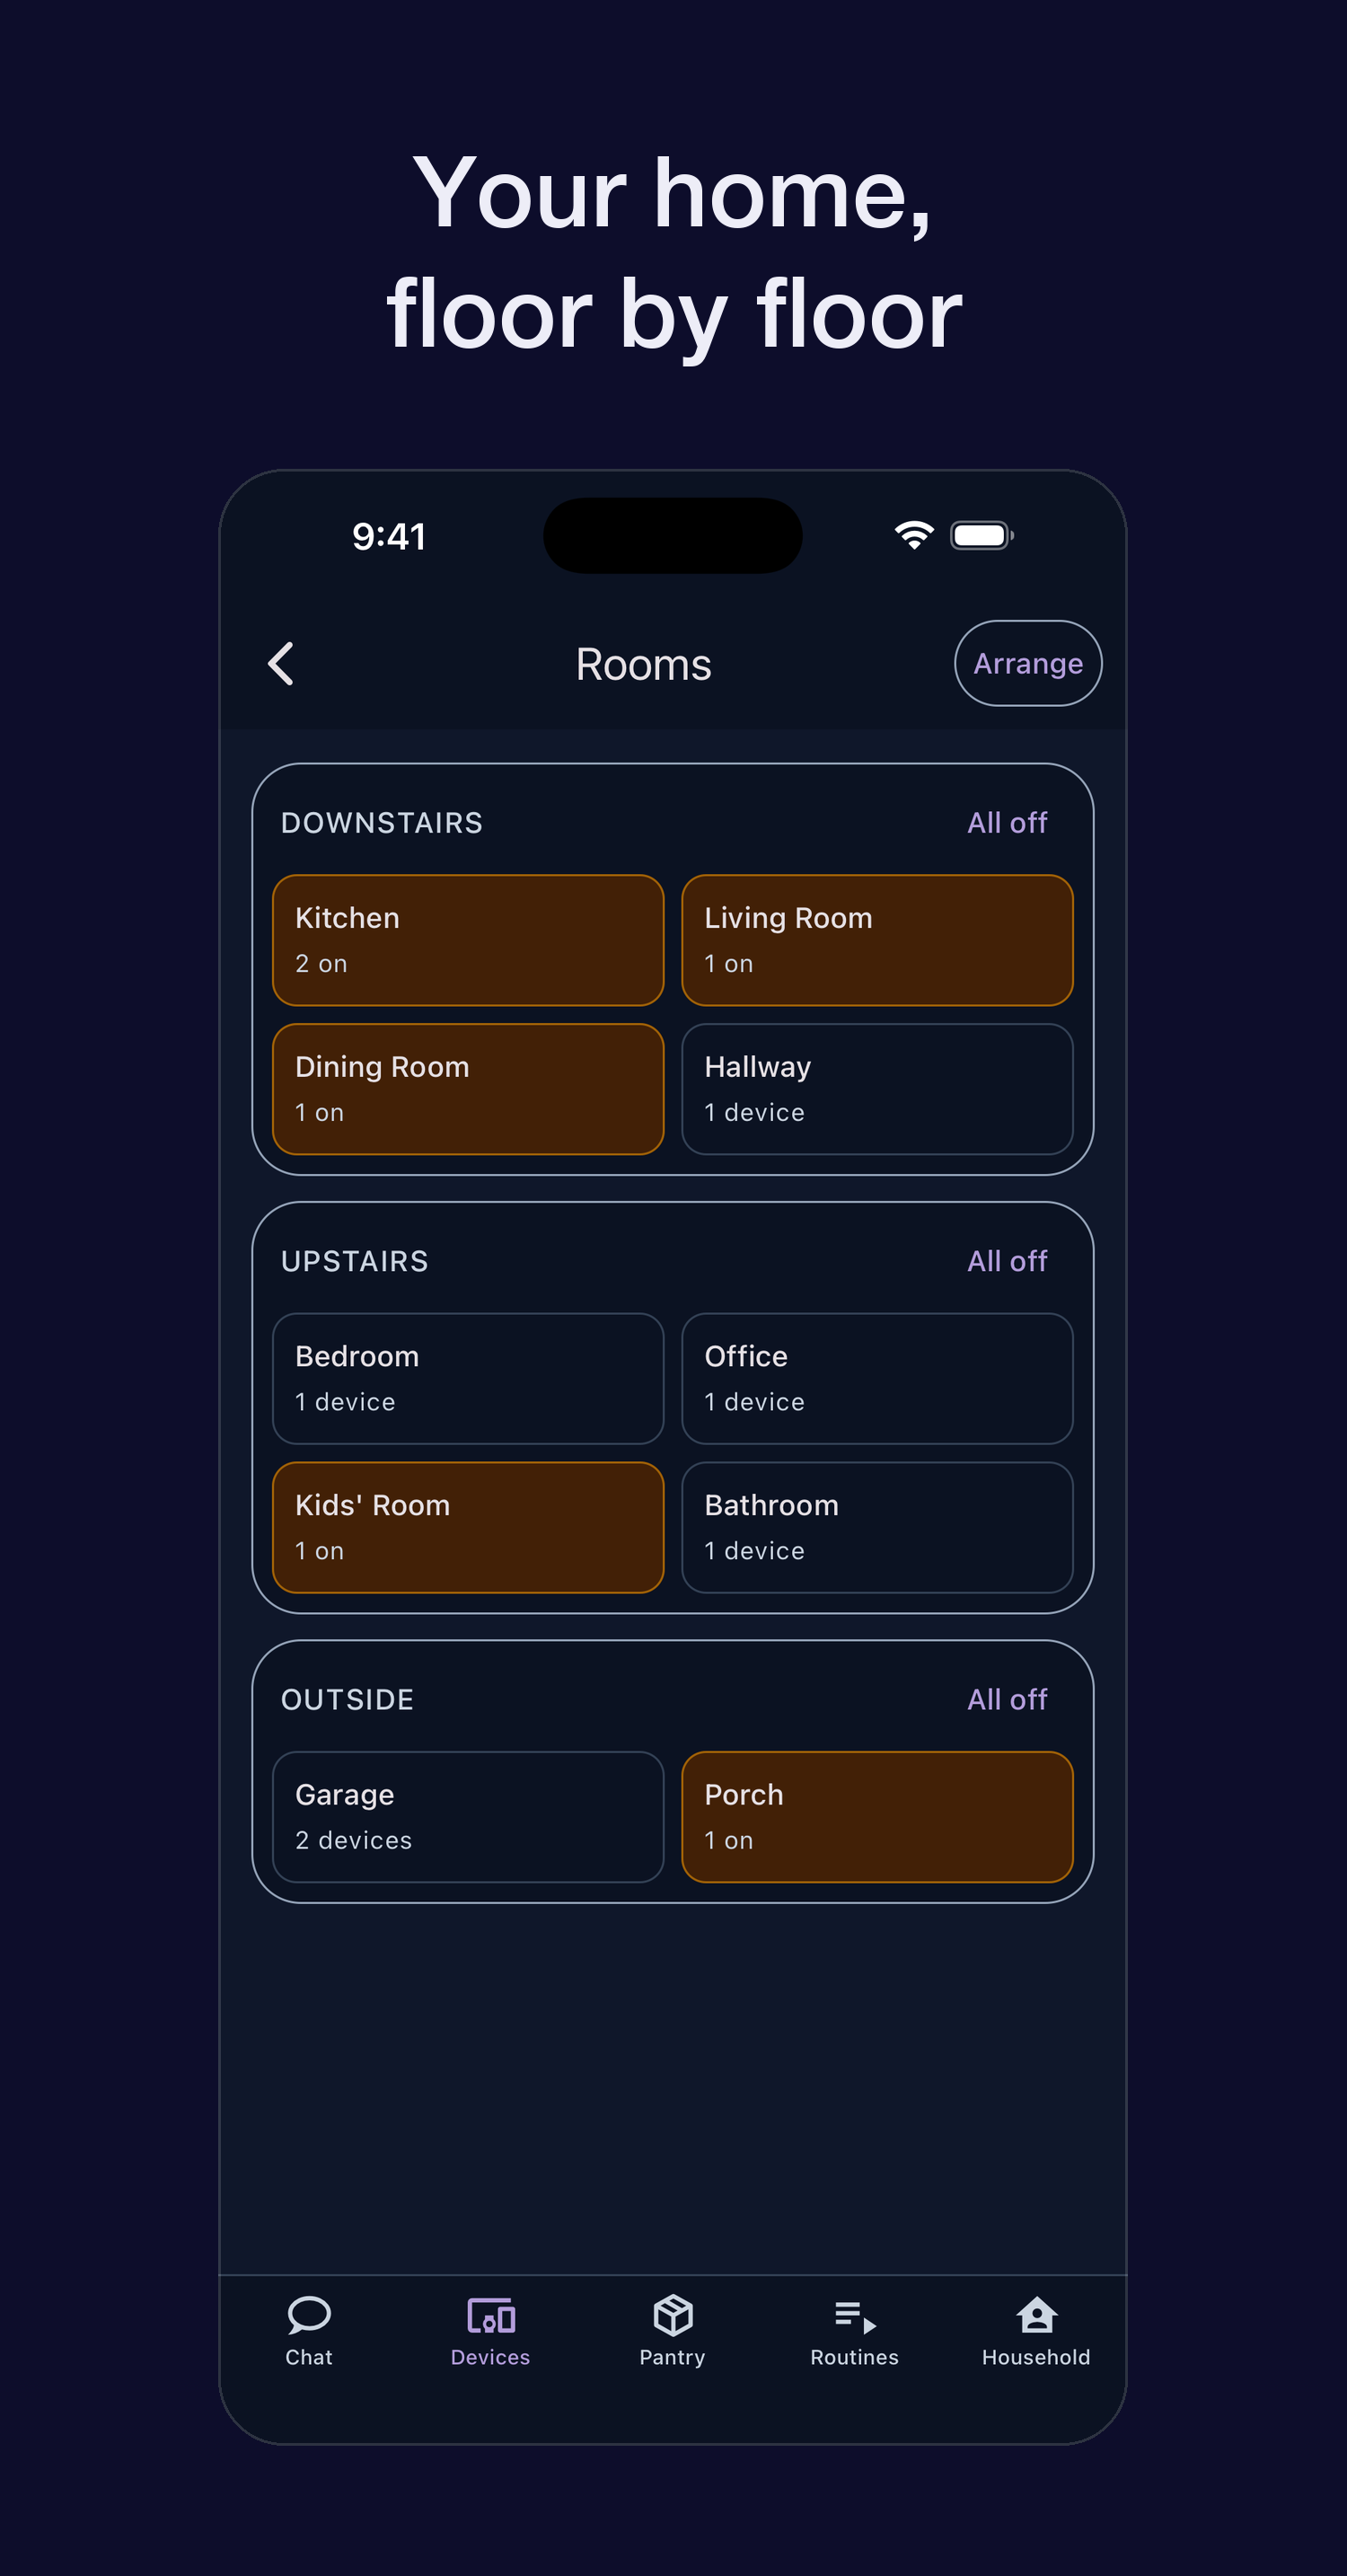 Your home,
floor by floor
9:41
Rooms
Arrange
DOWNSTAIRS
All off
Kitchen
2 on
Living Room
1 on
Dining Room
1 on
Hallway
1 device
UPSTAIRS
All off
Bedroom
1 device
Office
1 device
Kids' Room
1 on
Bathroom
1 device
OUTSIDE
All off
Garage
2 devices
Porch
1 on
Chat
Devices
Pantry
Routines
Household